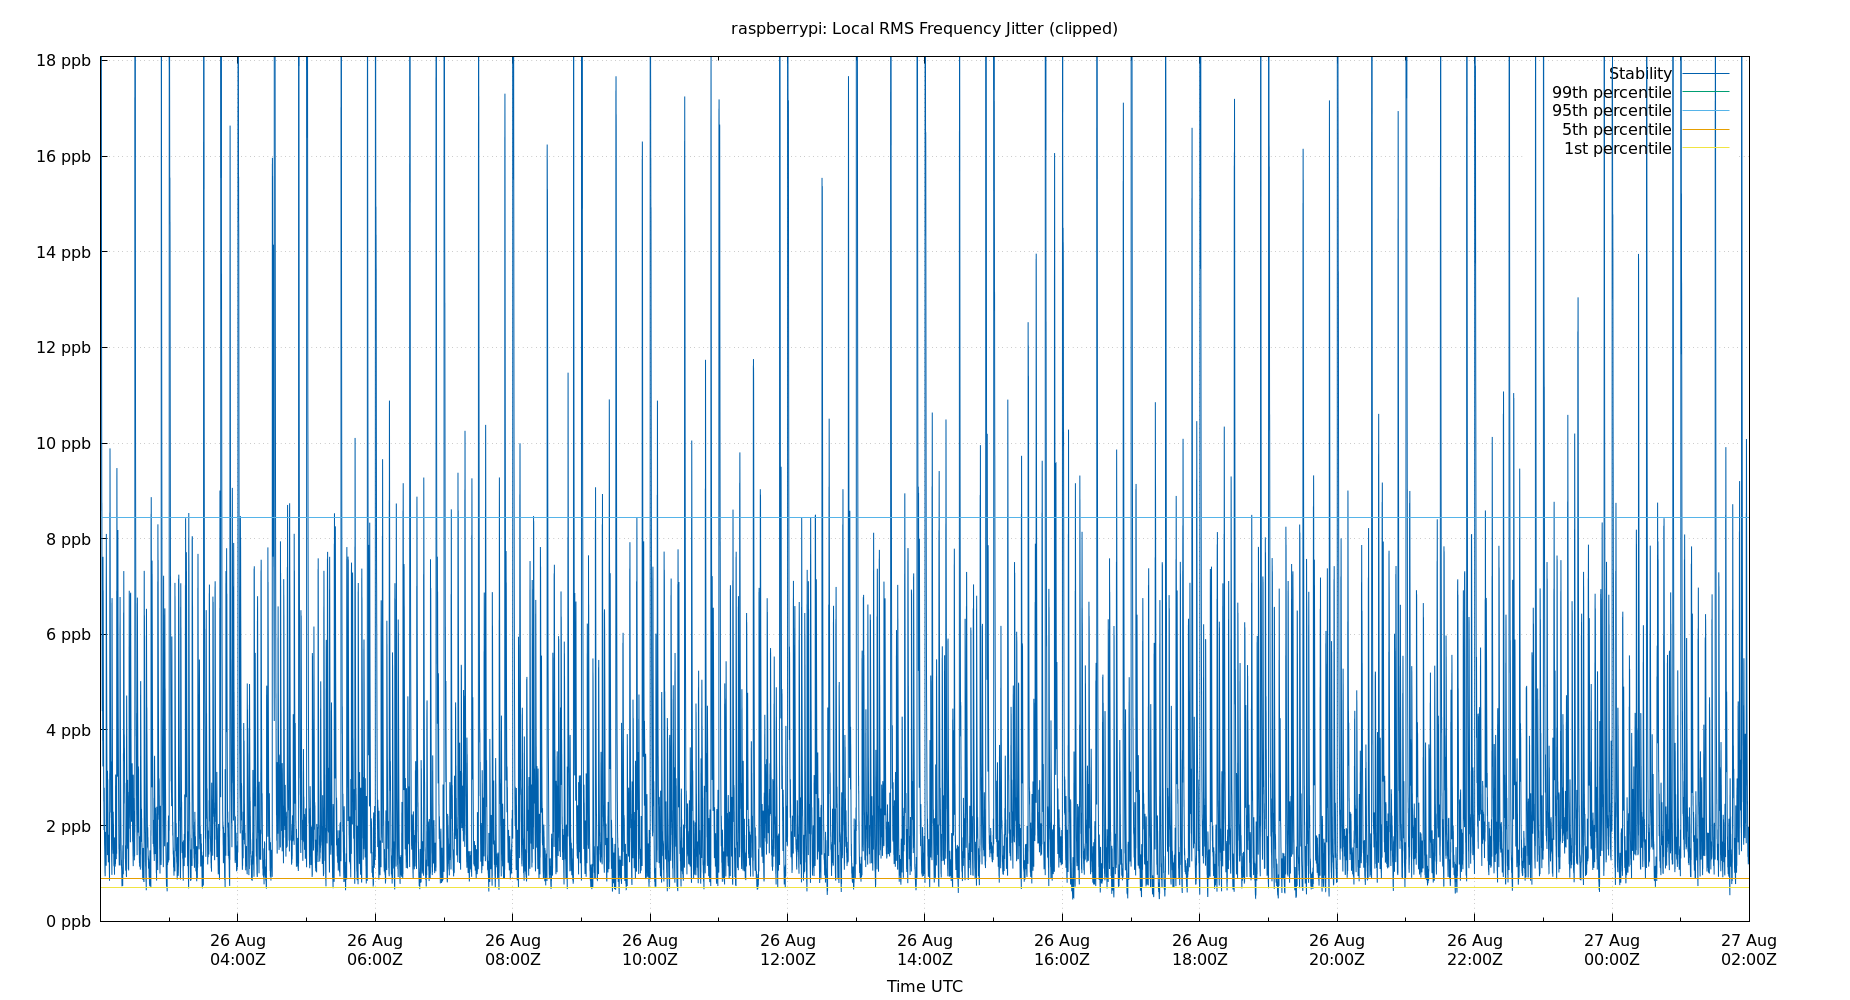 raspberrypi: Local RMS Frequency Jitter (clipped)
18 ppb
16 ppb
14 ppb
12 ppb
10 ppb
8 ppb
6 ppb
4 ppb
2 ppb
0 ppb
Stability
99th percentile
95th percentile
5th percentile
1st percentile
26 Aug
04:00Z
26 Aug
06:00Z
26 Aug
08:00Z
26 Aug
10:00Z
26 Aug
12:00Z
26 Aug
14:00Z
26 Aug
16:00Z
26 Aug
18:00Z
26 Aug
20:00Z
26 Aug
22:00Z
27 Aug
00:00Z
27 Aug
02:00Z
Time UTC